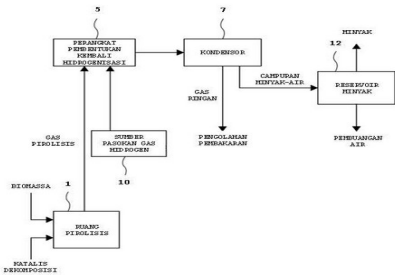 5
PERANGKAT
PEMBENTUKAN
KEMBALI
HIDROGENISASI
7
KONDENSOR
MINYAK
12
RESERVOIR
MINYAK
CAMPURAN
MINYAK-AIR
GAS
RINGAN
PENGOLAHAN
PEMBAKARAN
PEMBUANGAN
AIR
GAS
PIROLISIS
SUMBER
PASOKAN GAS
HIDROGEN
10
BIOMASSA
1
RUANG
PIROLISIS
KATALIS
DEKOMPOSISI